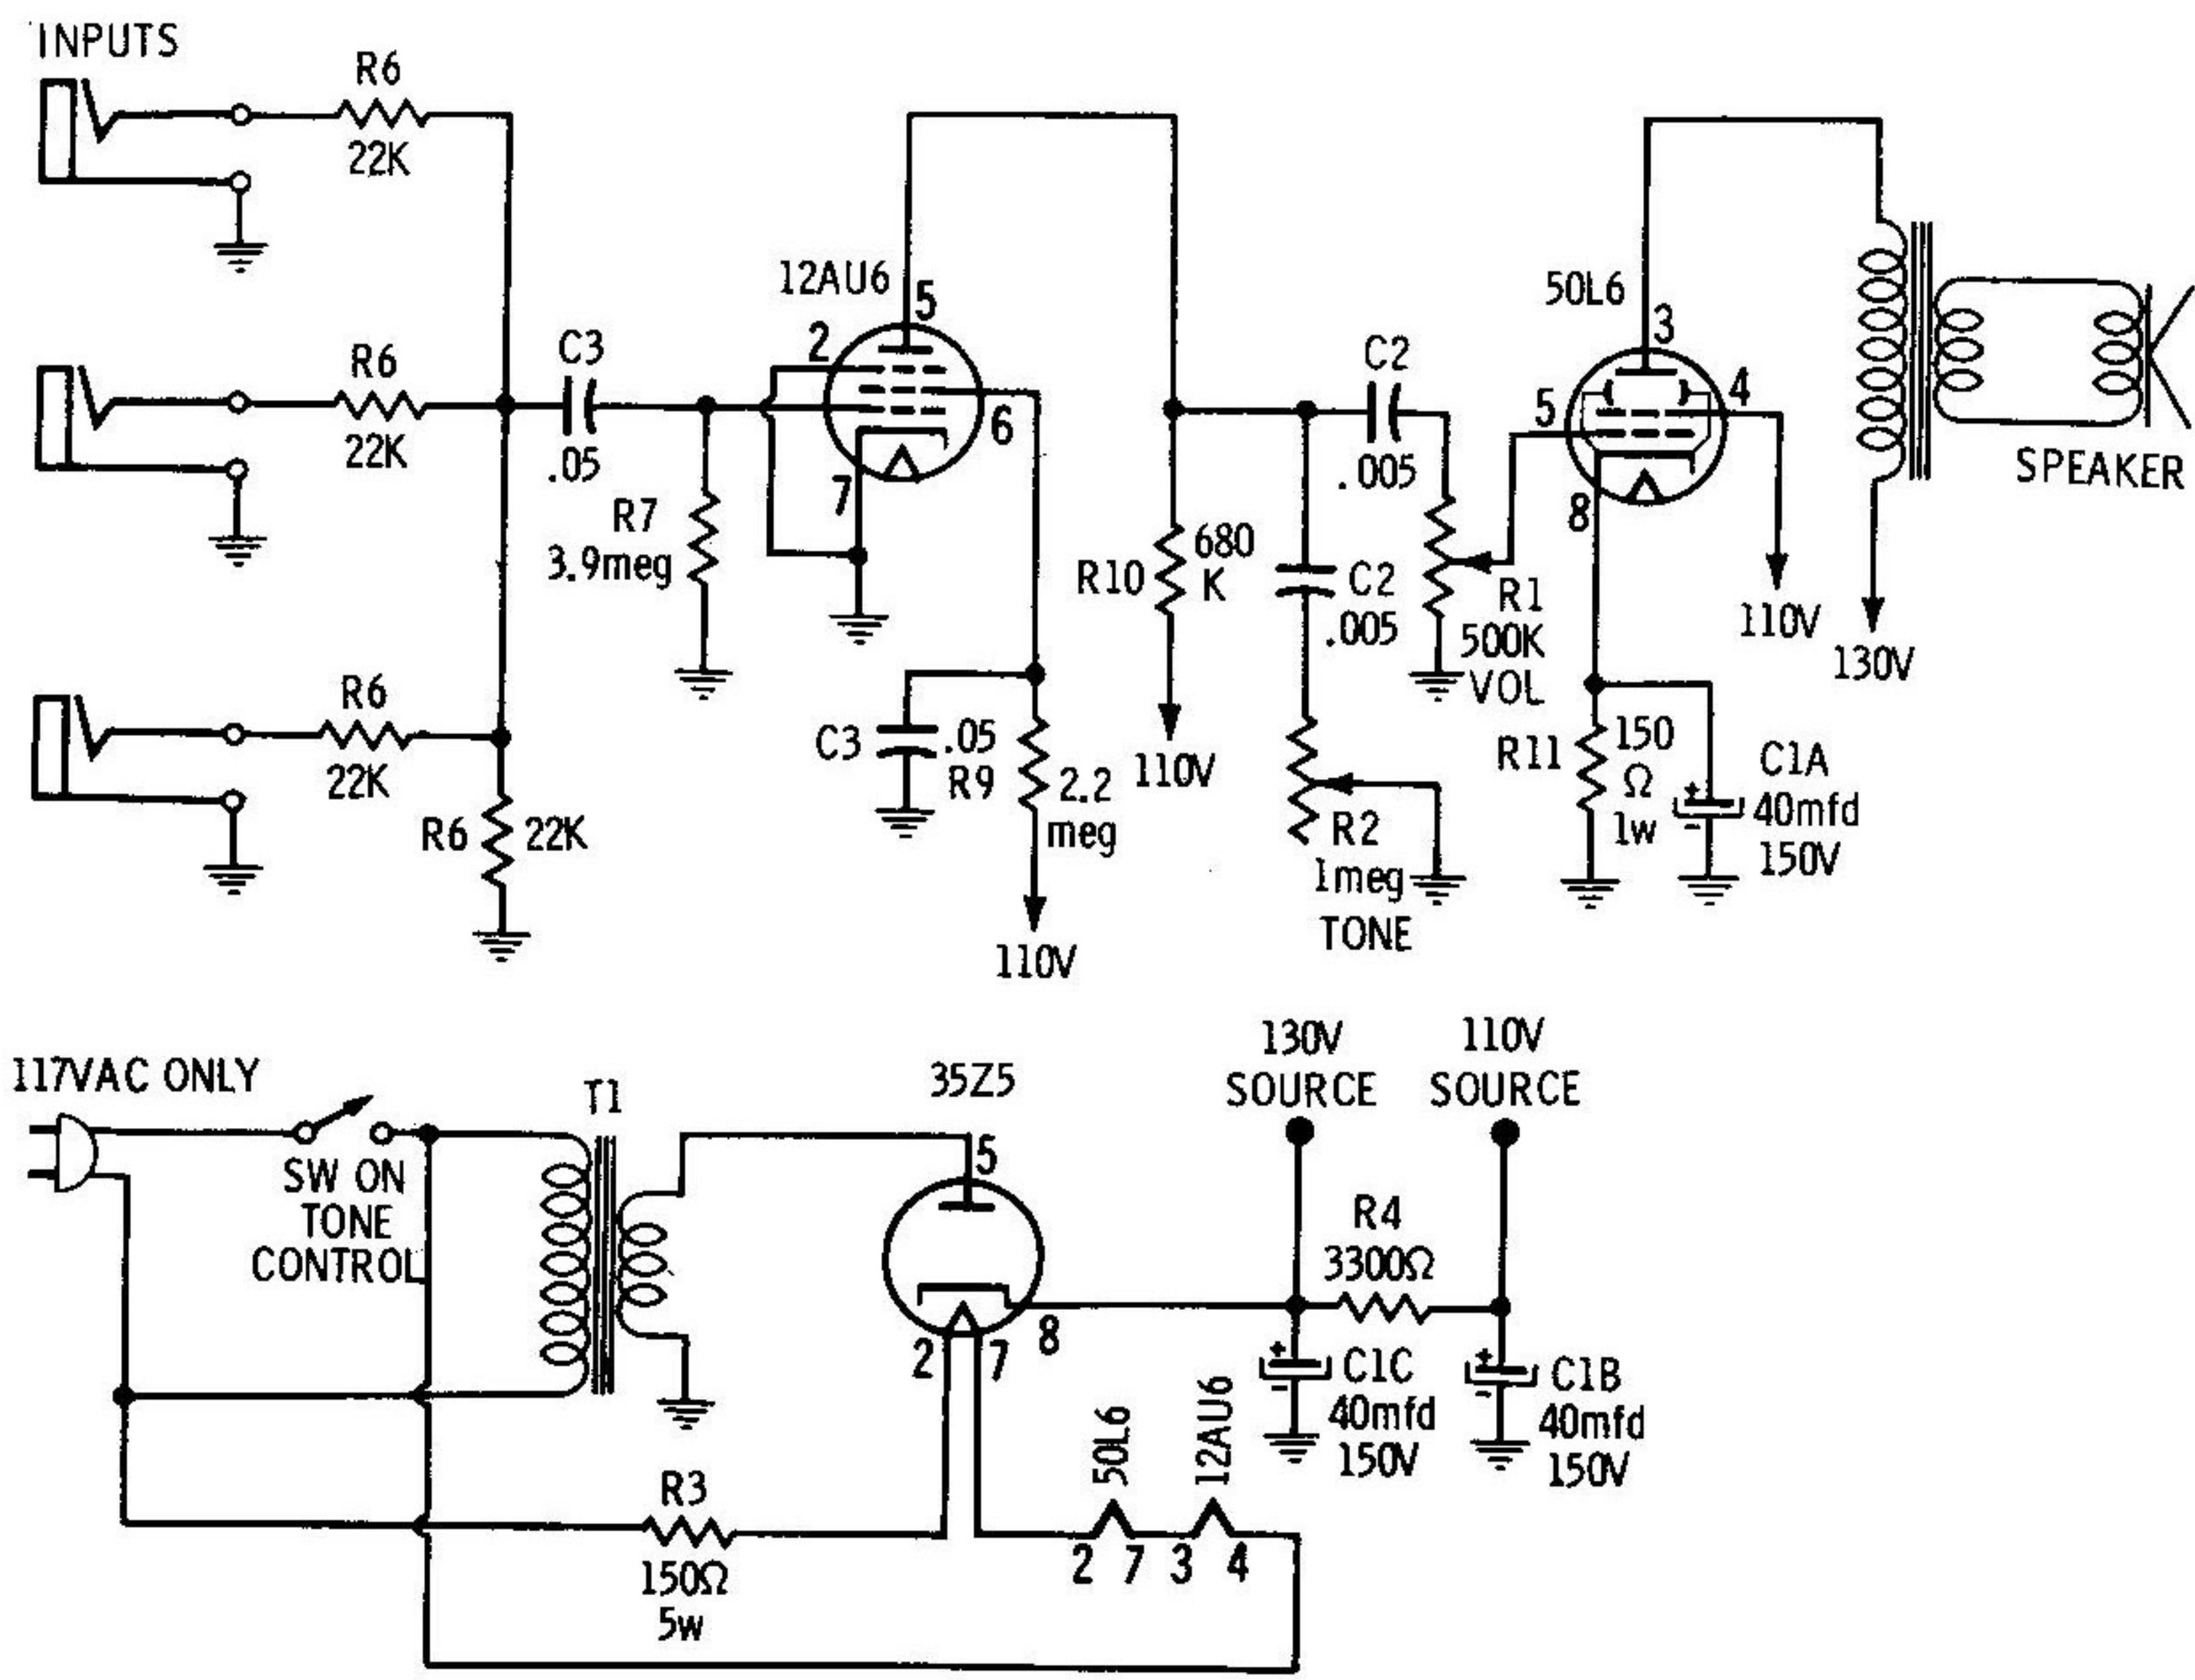 INPUTS
R6
22K
R6
22K
R6
22K
R6
22K
C3
.05
R7
3.9meg
12AU6
5
2
6
7
C3
.05
R9
2.2
meg
110V
R10
680
K
110V
C2
.005
C2
.005
R1
500K
VOL
R2
1meg
TONE
50L6
3
5
4
8
110V
130V
R11
150
Ω
1w
C1A
+
-
40mfd
150V
SPEAKER
117VAC ONLY
SW ON
TONE
CONTROL
T1
35Z5
5
2
7
8
130V
SOURCE
110V
SOURCE
R4
3300Ω
+
-
C1C
40mfd
150V
+
-
C1B
40mfd
150V
R3
150Ω
5w
50L6
12AU6
2 7 3 4